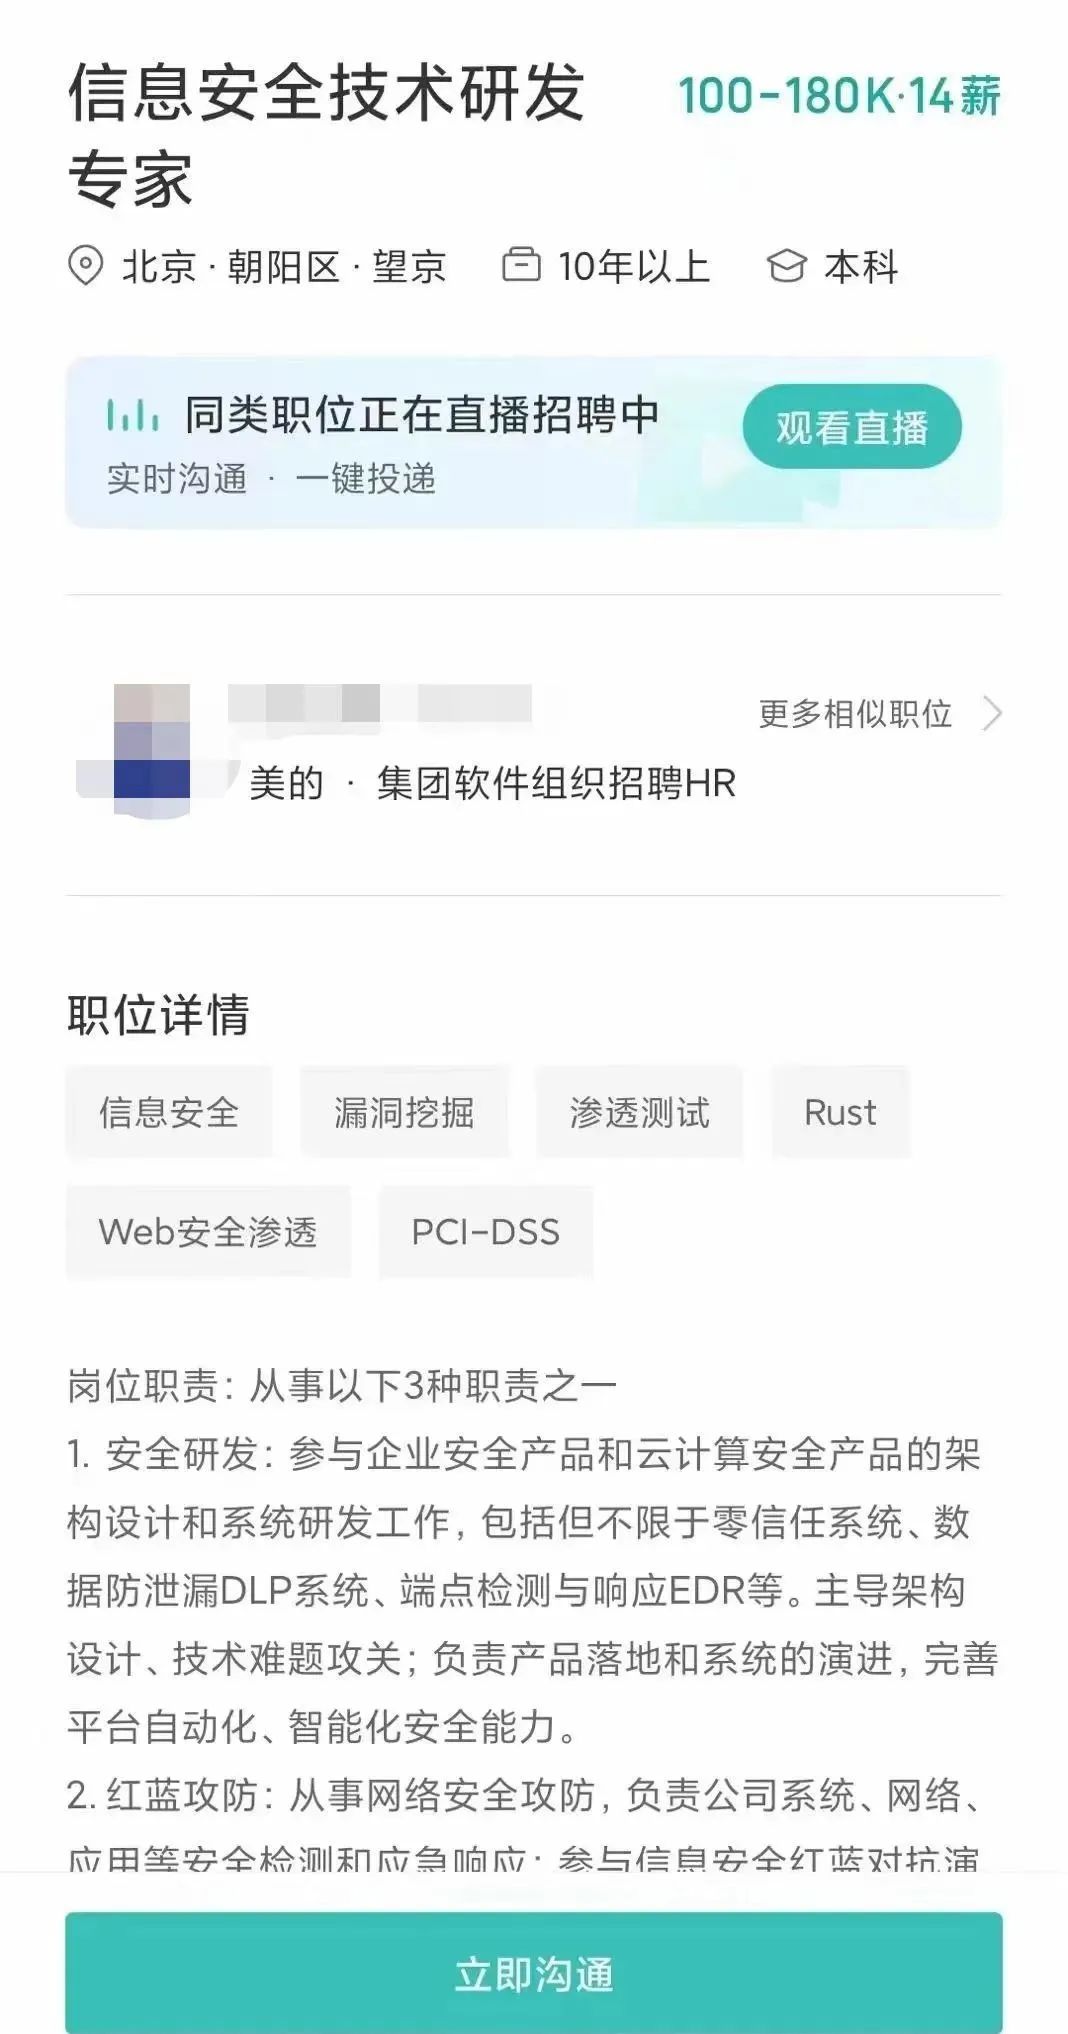 信息安全技术研发
专家
100-180K·14薪
北京·朝阳区·望京
10年以上
本科
同类职位正在直播招聘中
实时沟通 · 一键投递
观看直播
更多相似职位
美的 · 集团软件组织招聘HR
职位详情
信息安全
漏洞挖掘
渗透测试
Rust
Web安全渗透
PCI-DSS
岗位职责：从事以下3种职责之一
1. 安全研发：参与企业安全产品和云计算安全产品的架
构设计和系统研发工作，包括但不限于零信任系统、数
据防泄漏DLP系统、端点检测与响应EDR等。主导架构
设计、技术难题攻关；负责产品落地和系统的演进，完善
平台自动化、智能化安全能力。
2. 红蓝攻防：从事网络安全攻防，负责公司系统、网络、
应用等安全检测和应急响应；参与信息安全红蓝对抗演
立即沟通